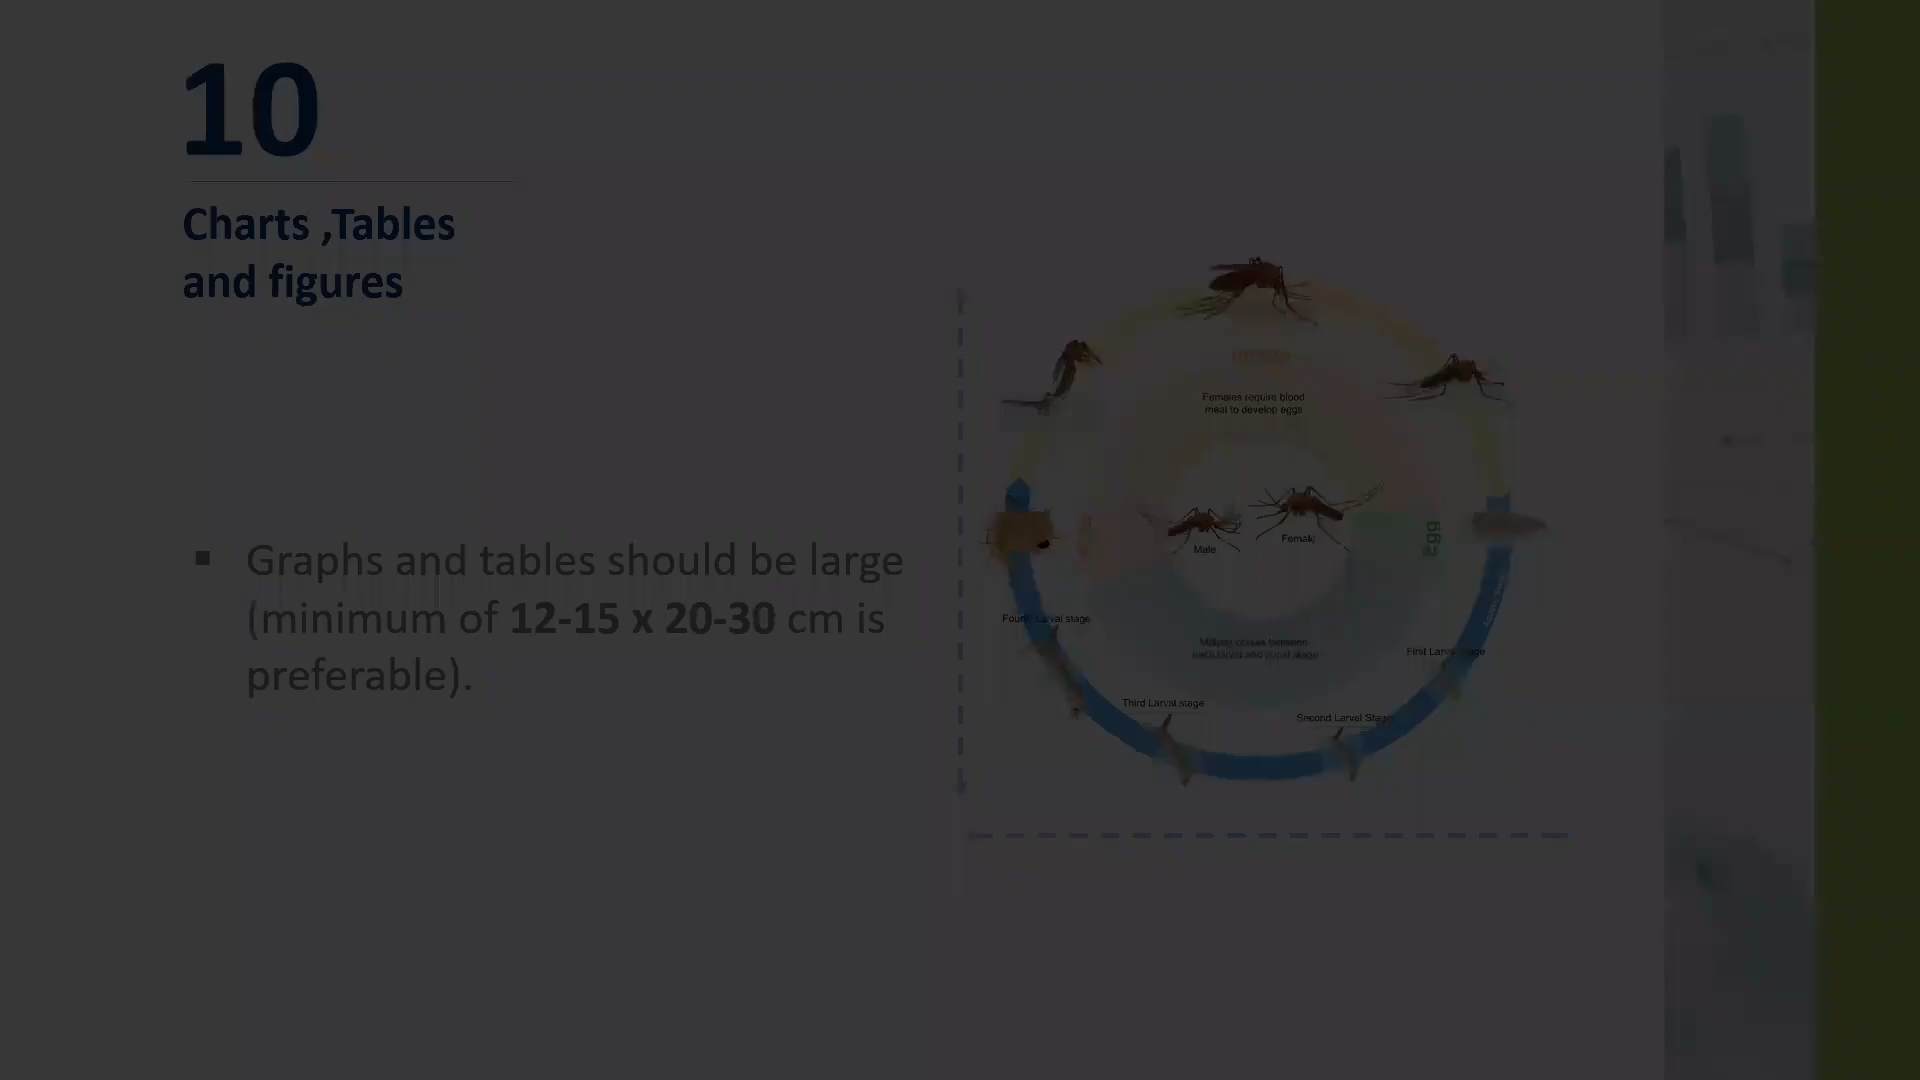 10
Charts ,Tables
and figures
▪ Graphs and tables should be large
(minimum of 12-15 x 20-30 cm is
preferable).
Females require blood
meal to develop eggs
Male
Female
Egg
Larval stage
First Larval
Third Larval stage
Second Larval Stage